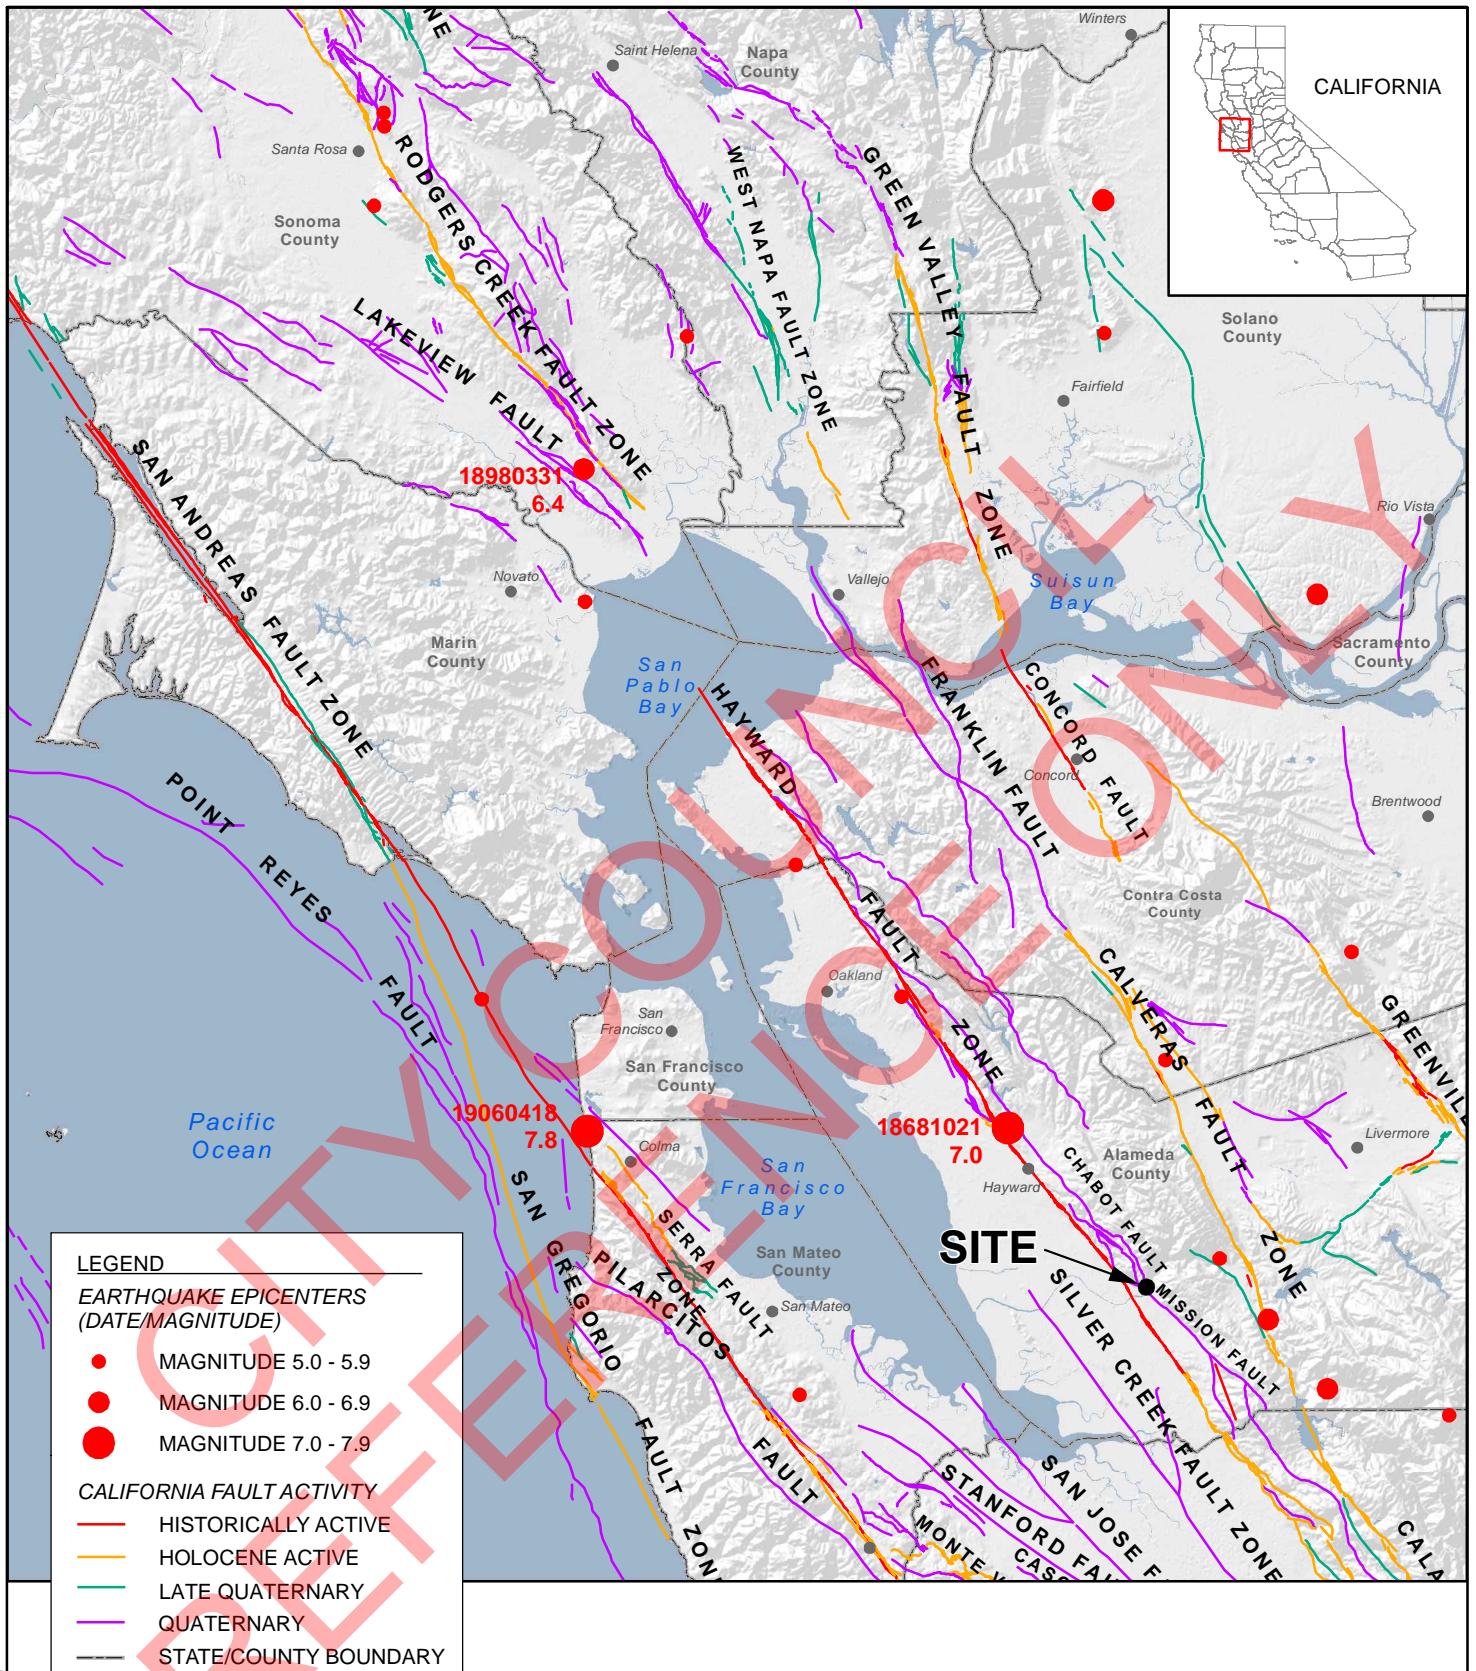 NE
Winters
Saint Helena
Napa
County
CALIFORNIA
Santa Rosa
RODGERS CREEK FAULT ZONE
WEST NAPA FAULT ZONE
GREEN VALLEY FAULT ZONE
Sonoma
County
LAKEVIEW FAULT
Solano
County
Fairfield
18980331
6.4
SAN ANDREAS FAULT ZONE
Rio Vista
Novato
Vallejo
Suisun
Bay
Marin
County
Sacramento
County
San
Pablo
Bay
HAYWARD FAULT ZONE
FRANKLIN FAULT
CONCORD FAULT
Concord
POINT REYES FAULT
Brentwood
Contra Costa
County
CALVERAS FAULT ZONE
GREENVILLE
Oakland
San
Francisco
San Francisco
County
19060418
7.8
18681021
7.0
Pacific
Ocean
Colma
Livermore
Alameda
County
CHABOT FAULT
Hayward
San
Francisco
Bay
SAN GREGORIO FAULT ZON
SERRA FAULT
ZONE
PILARCITOS FAULT
San Mateo
County
San Mateo
SITE
MISSION FAULT
SILVER CREEK FAULT ZONE
STANFORD FAU
SAN JOSE F
MONTE V
CASC
CALA
LEGEND
EARTHQUAKE EPICENTERS
(DATE/MAGNITUDE)
MAGNITUDE 5.0 - 5.9
MAGNITUDE 6.0 - 6.9
MAGNITUDE 7.0 - 7.9
CALIFORNIA FAULT ACTIVITY
HISTORICALLY ACTIVE
HOLOCENE ACTIVE
LATE QUATERNARY
QUATERNARY
STATE/COUNTY BOUNDARY
CITY COUNCIL
REFERENCE ONLY